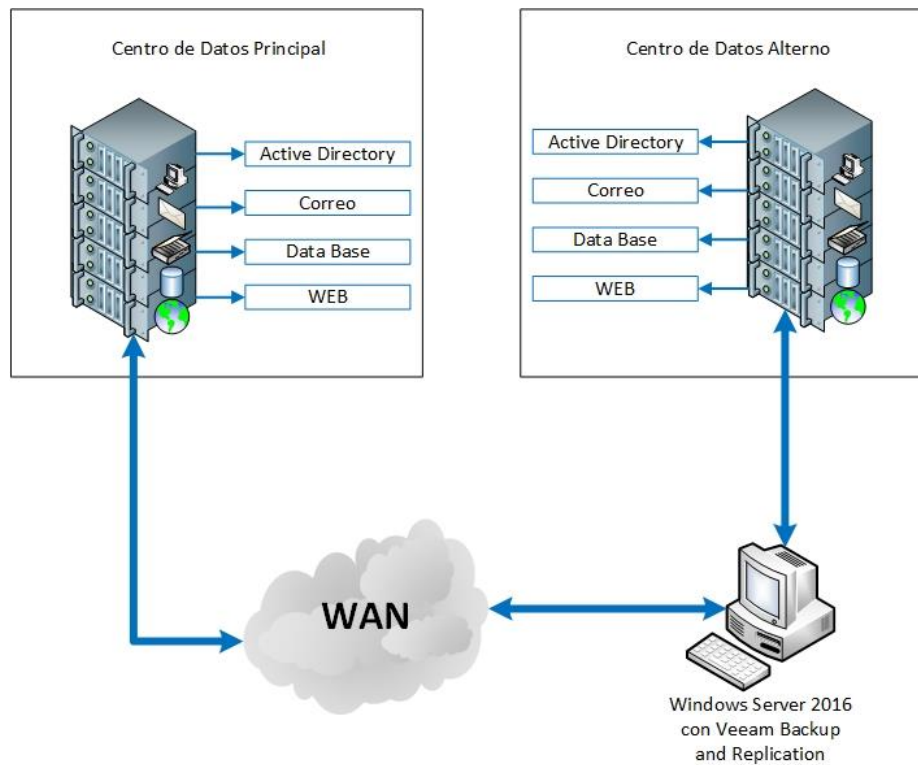 Centro de Datos Principal
Active Directory
Correo
Data Base
WEB
Centro de Datos Alterno
Active Directory
Correo
Data Base
WEB
WAN
Windows Server 2016
con Veeam Backup
and Replication